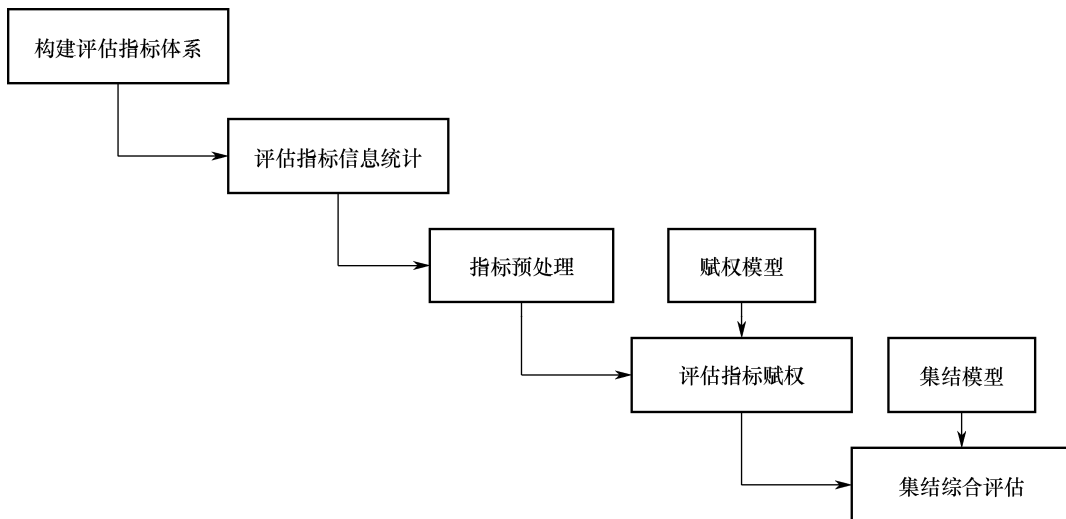 构建评估指标体系
评估指标信息统计
指标预处理
赋权模型
评估指标赋权
集结模型
集结综合评估